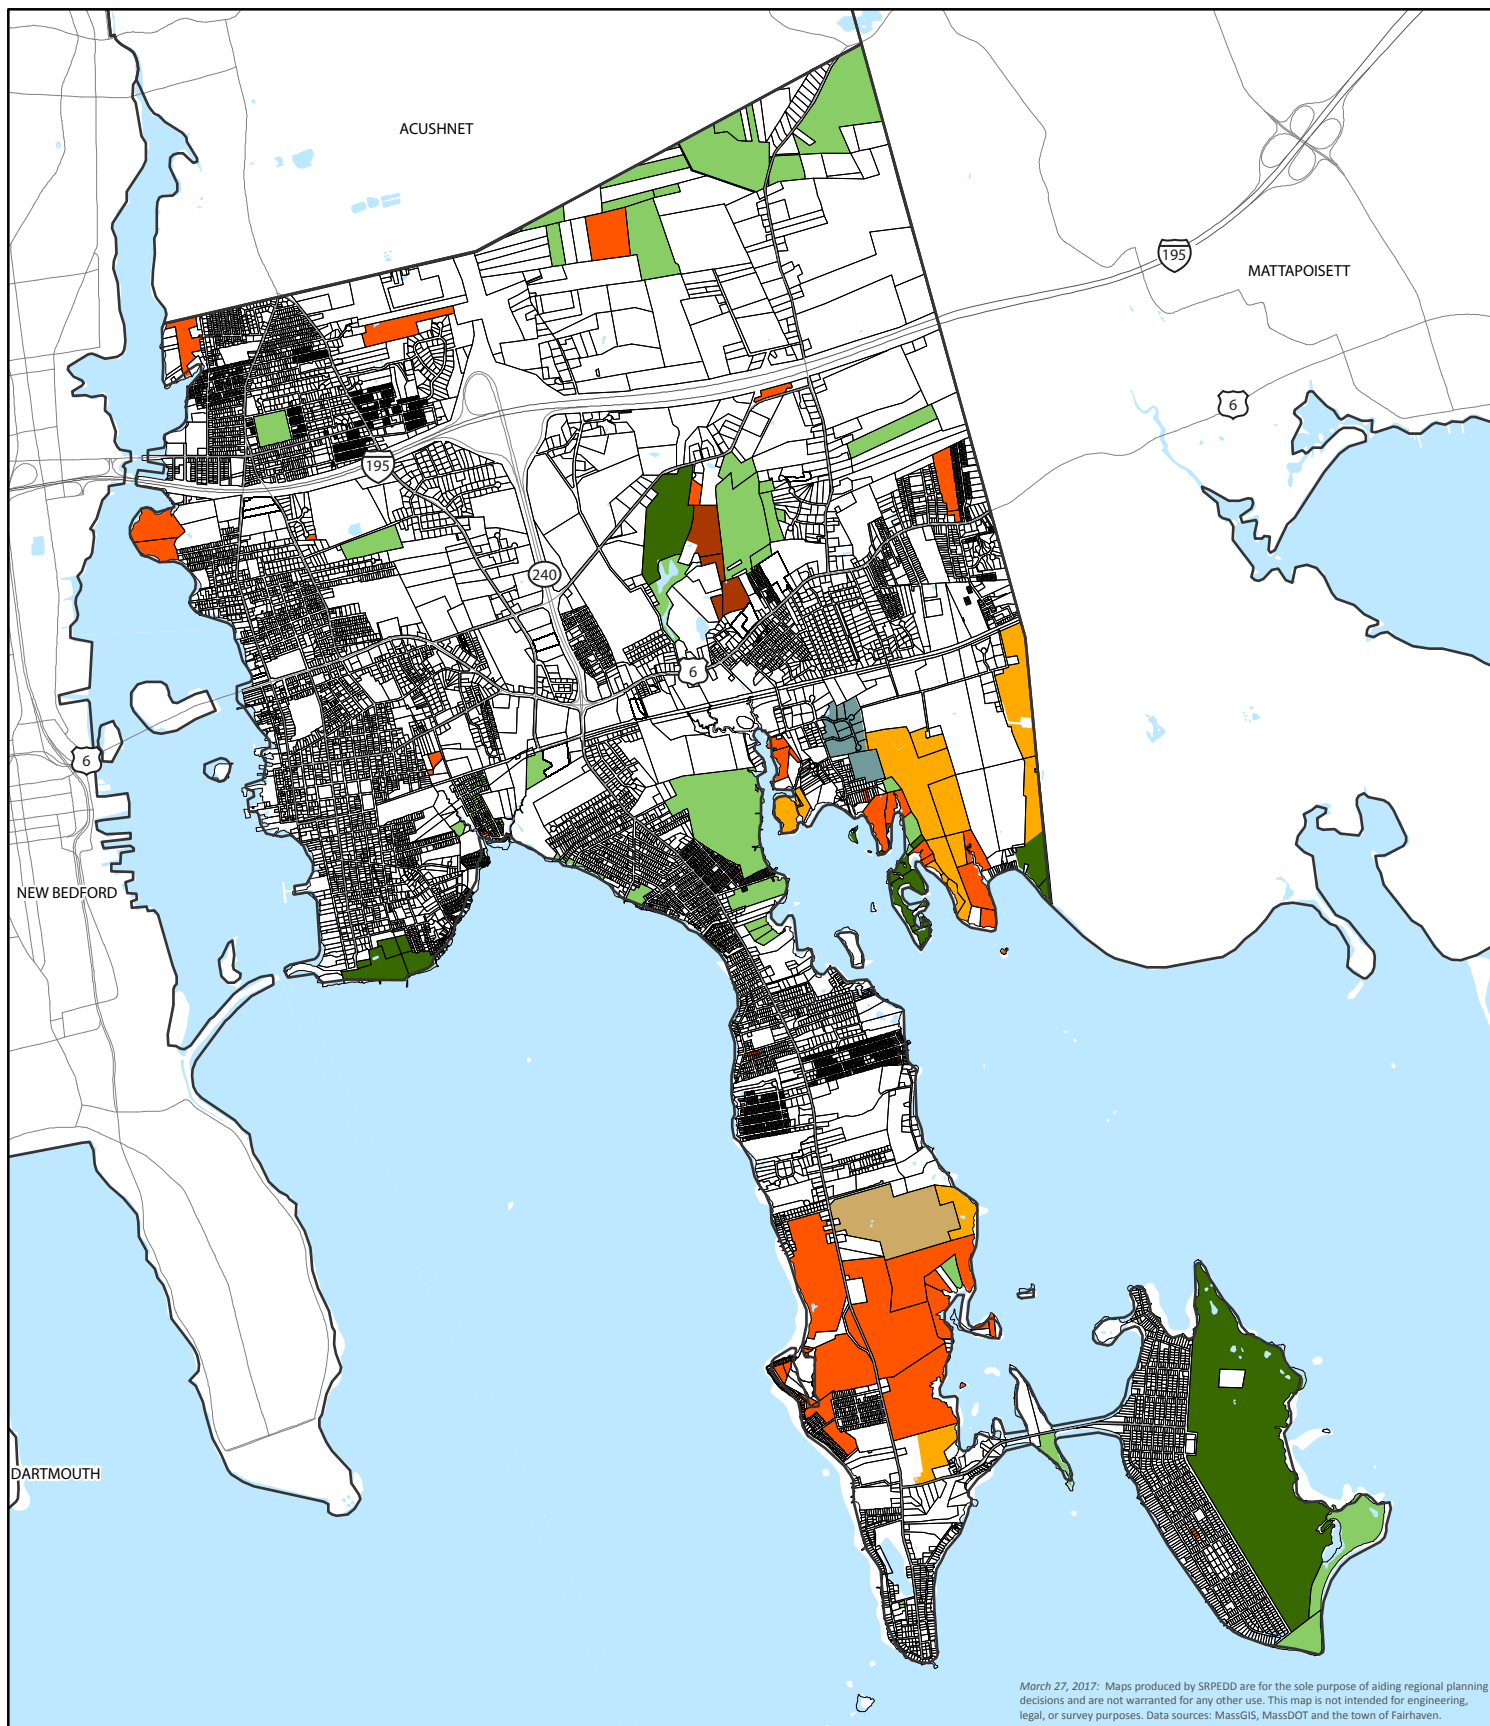 ACUSHNET
195
MATTAPOISETT
6
195
240
6
6
NEW BEDFORD
DARTMOUTH
March 27, 2017: Maps produced by SRPEDD are for the sole purpose of aiding regional planning
decisions and are not warranted for any other use. This map is not intended for engineering,
legal, or survey purposes. Data sources: MassGIS, MassDOT and the town of Fairhaven.